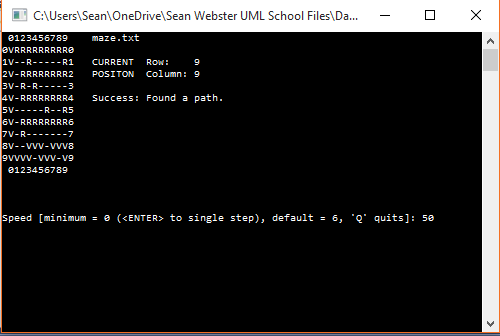 C:\Users\Sean\OneDrive\Sean Webster UML School Files\Da...
0123456789 maze.txt
0VRRRRRRRRR0
1V--R-----R1 CURRENT Row: 9
2V-RRRRRRRR2 POSITON Column: 9
3V-R-R-----3
4V-RRRRRRRR4 Success: Found a path.
5V-----R--R5
6V-RRRRRRRR6
7V-R-------7
8V--VVV-VVV8
9VVVV-VVV-V9
0123456789
Speed [minimum = 0 (<ENTER> to single step), default = 6, 'Q' quits]: 50